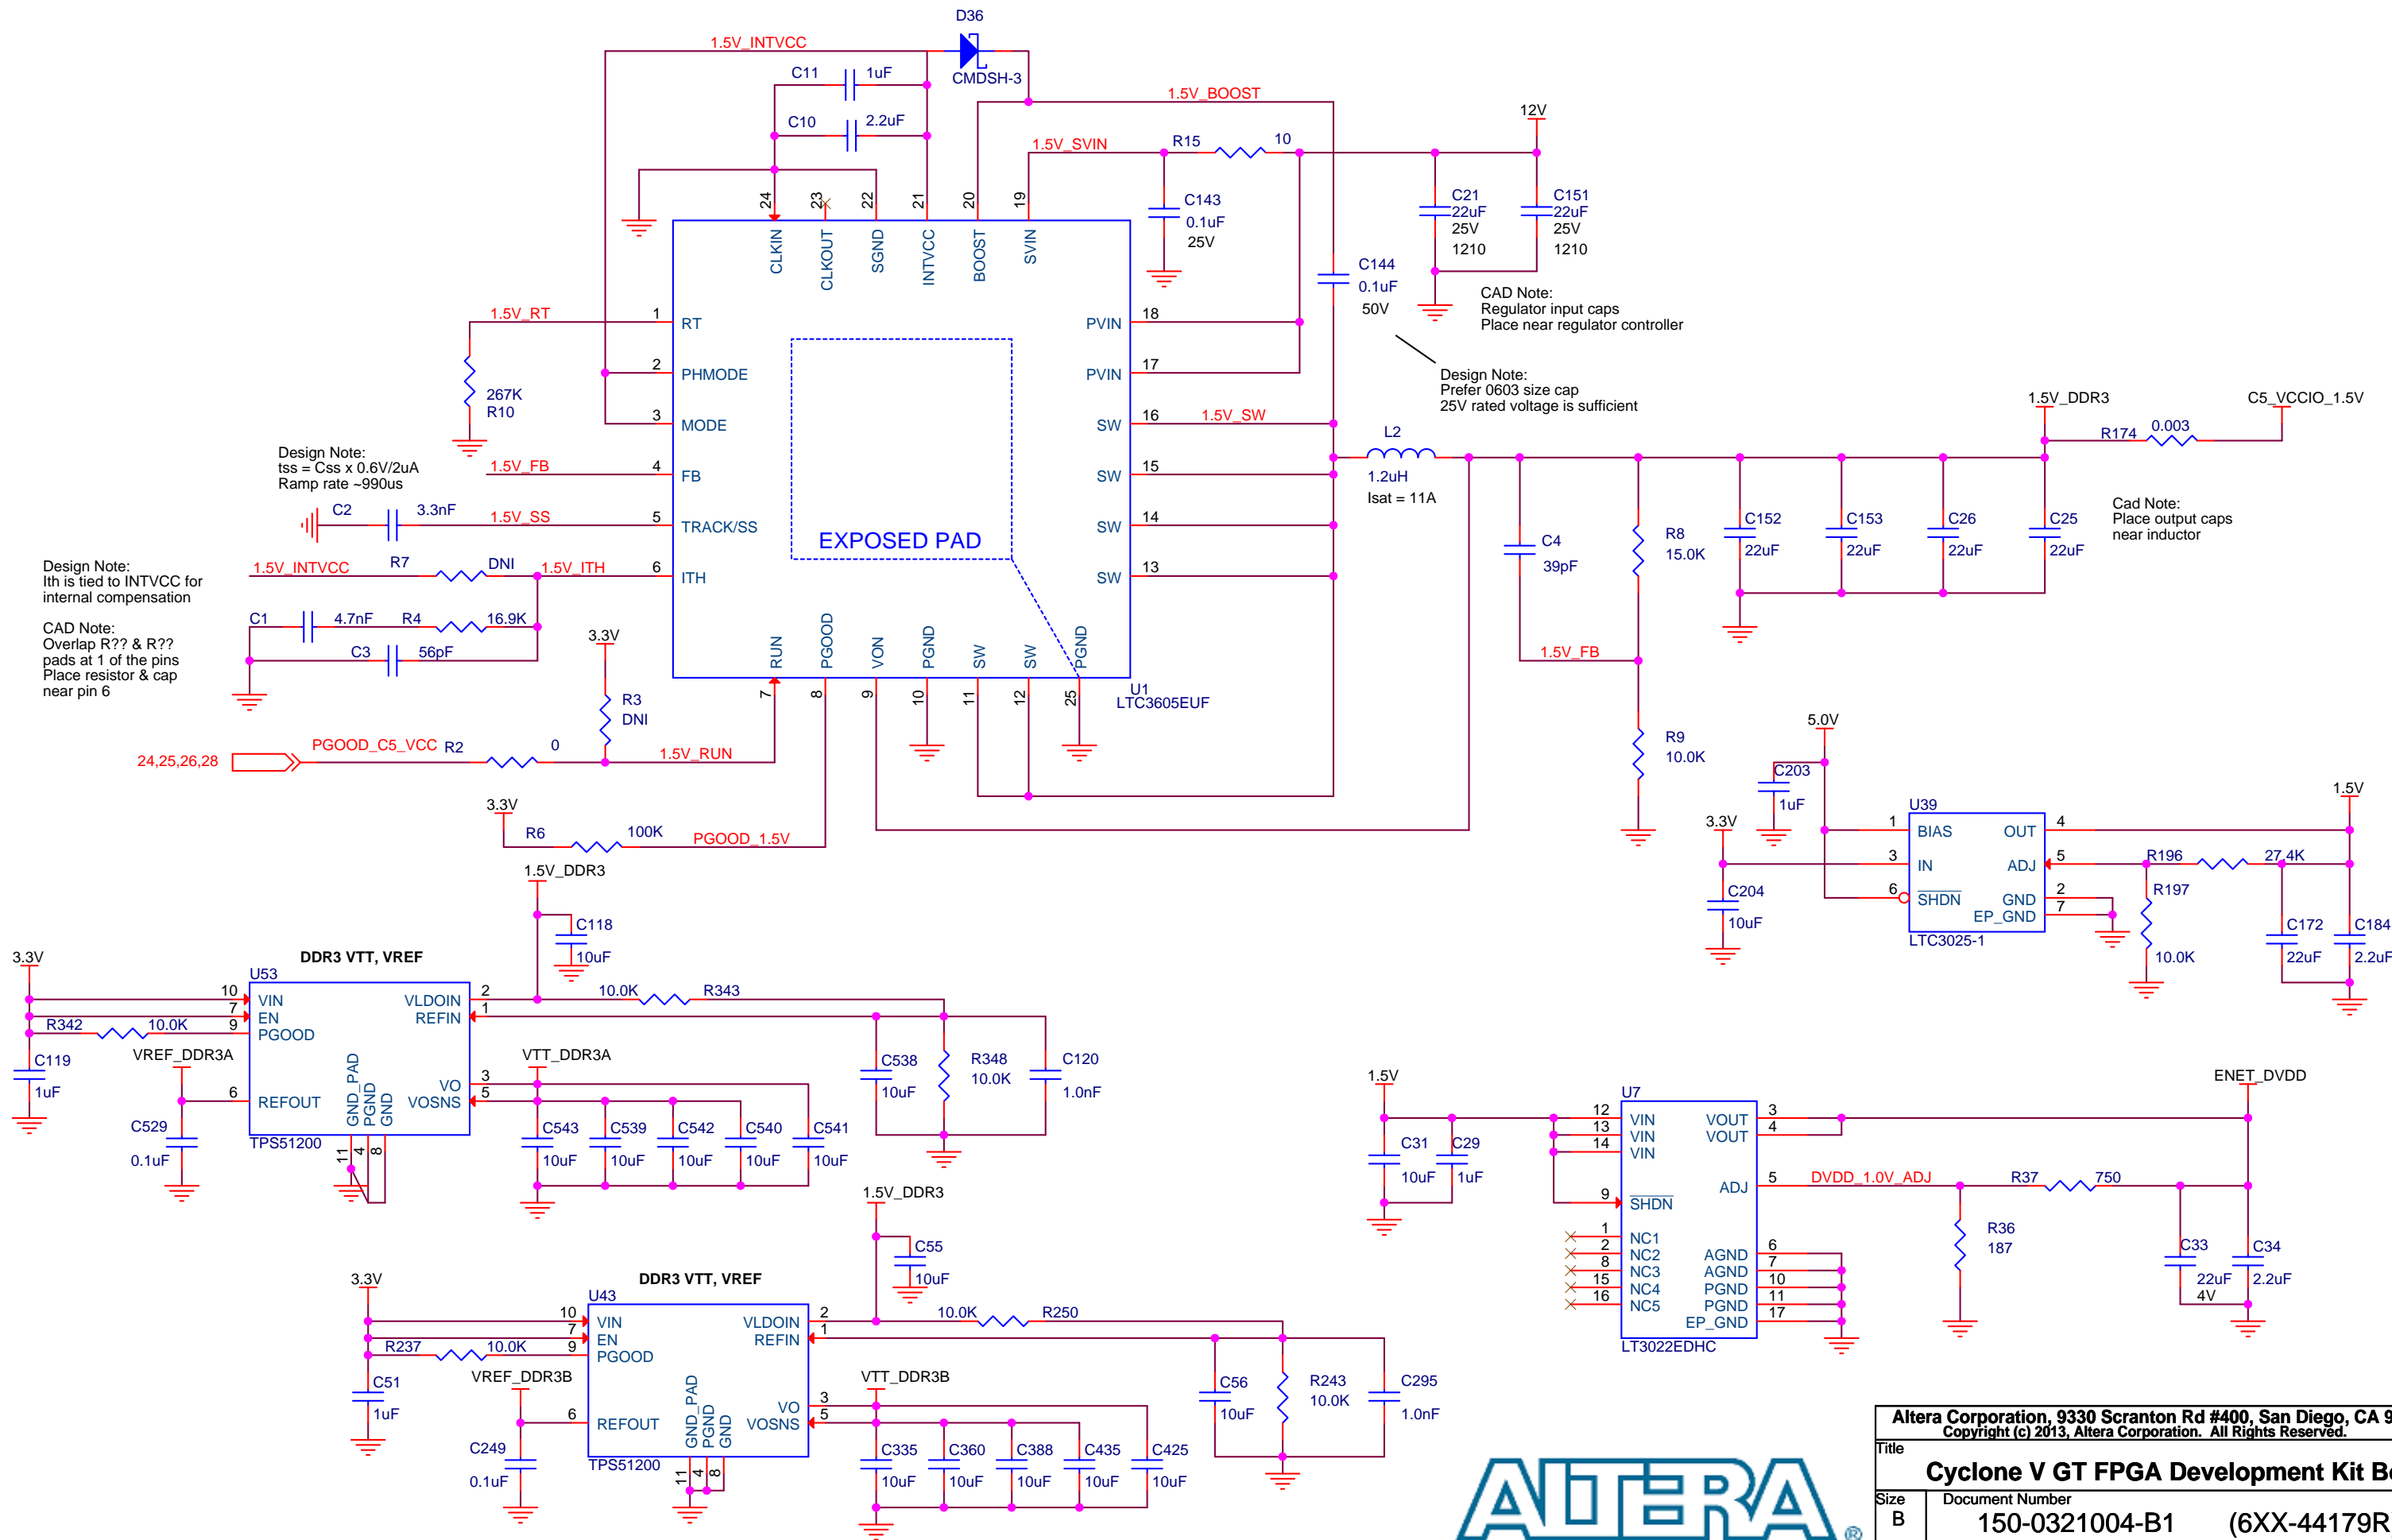 D36
1.5V_INTVCC
CMDSH-3
C11 1uF
C10 2.2uF
1.5V_BOOST
12V
1.5V_SVIN R15 10
C143
0.1uF
25V
C21
22uF
25V
1210
C151
22uF
25V
1210
C144
0.1uF
50V
CAD Note:
Regulator input caps
Place near regulator controller
Design Note:
Prefer 0603 size cap
25V rated voltage is sufficient
24 23 22 21 20 19
CLKIN CLKOUT SGND INTVCC BOOST SVIN
1.5V_RT 1 RT
267K
R10
2 PHMODE
3 MODE
1.5V_FB 4 FB
Design Note:
tss = Css x 0.6V/2uA
Ramp rate ~990us
C2 3.3nF 1.5V_SS 5 TRACK/SS
Design Note:
Ith is tied to INTVCC for
internal compensation
1.5V_INTVCC R7 DNI 1.5V_ITH 6 ITH
CAD Note:
Overlap R?? & R??
pads at 1 of the pins
Place resistor & cap
near pin 6
C1 4.7nF R4 16.9K
C3 56pF
EXPOSED PAD
PVIN 18
PVIN 17
SW 16 1.5V_SW
SW 15
SW 14
SW 13
RUN PGOOD VON PGND SW SW PGND
7 8 9 10 11 12 25
U1
LTC3605EUF
3.3V
R3
DNI
24,25,26,28 PGOOD_C5_VCC R2 0 1.5V_RUN
3.3V
R6 100K PGOOD_1.5V
L2
1.2uH
Isat = 11A
C4
39pF
R8
15.0K
1.5V_FB
R9
10.0K
C152
22uF
C153
22uF
C26
22uF
C25
22uF
1.5V_DDR3
R174 0.003
C5_VCCIO_1.5V
Cad Note:
Place output caps
near inductor
5.0V
C203
1uF
3.3V
C204
10uF
U39
1 BIAS OUT 4
3 IN ADJ 5
6 SHDN GND 2
EP_GND 7
LTC3025-1
1.5V
R196 27.4K
R197
10.0K
C172
22uF
C184
2.2uF
1.5V_DDR3
C118
10uF
DDR3 VTT, VREF
3.3V
U53
10 VIN VLDOIN 2
7 EN REFIN 1
9 PGOOD
R342 10.0K
C119
1uF
VREF_DDR3A
6 REFOUT
VO 3
VOSNS 5
GND_PAD PGND GND
11 4 8
TPS51200
C529
0.1uF
10.0K R343
VTT_DDR3A
C543
10uF
C539
10uF
C542
10uF
C540
10uF
C541
10uF
C538
10uF
R348
10.0K
C120
1.0nF
1.5V_DDR3
C55
10uF
DDR3 VTT, VREF
3.3V
U43
10 VIN VLDOIN 2
7 EN REFIN 1
9 PGOOD
R237 10.0K
C51
1uF
VREF_DDR3B
6 REFOUT
VO 3
VOSNS 5
GND_PAD PGND GND
11 4 8
TPS51200
C249
0.1uF
10.0K R250
VTT_DDR3B
C335
10uF
C360
10uF
C388
10uF
C435
10uF
C425
10uF
C56
10uF
R243
10.0K
C295
1.0nF
1.5V
C31
10uF
C29
1uF
U7
12 VIN VOUT 3
13 VIN VOUT 4
14 VIN
ADJ 5
9 SHDN
1 NC1
2 NC2
8 NC3
15 NC4
16 NC5
AGND 6
AGND 7
PGND 10
PGND 11
EP_GND 17
LT3022EDHC
ENET_DVDD
DVDD_1.0V_ADJ R37 750
R36
187
C33
22uF
4V
C34
2.2uF
ALTERA ®
Altera Corporation, 9330 Scranton Rd #400, San Diego, CA 9
Copyright (c) 2013, Altera Corporation. All Rights Reserved.
Title
Cyclone V GT FPGA Development Kit
Size
B
Document Number
150-0321004-B1 (6XX-44179R